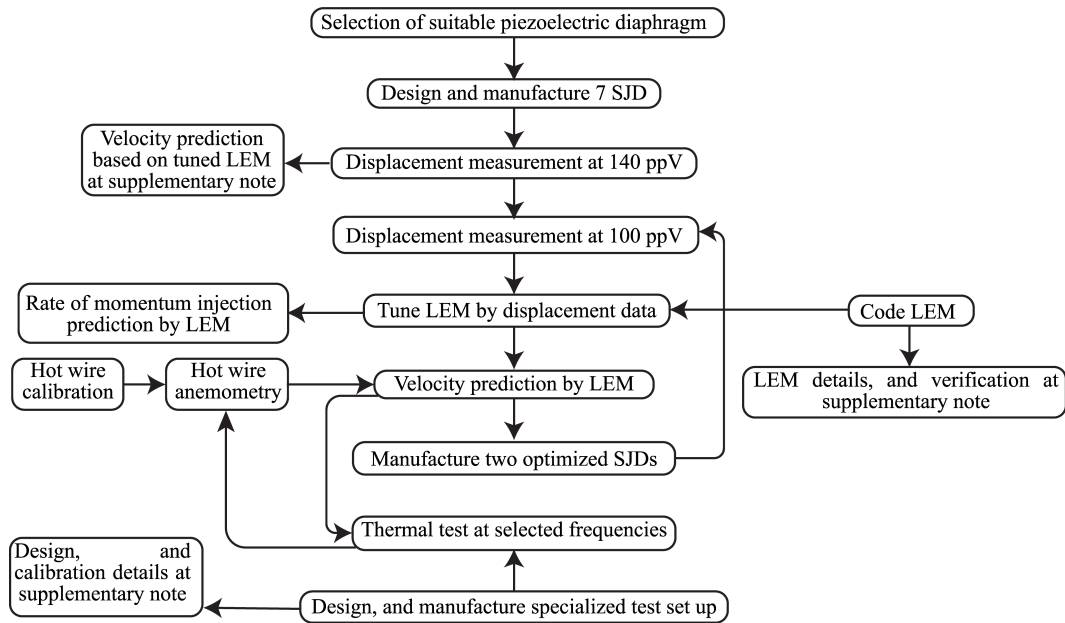 Selection of suitable piezoelectric diaphragm
Design and manufacture 7 SJD
Velocity prediction
based on tuned LEM
at supplementary note
Displacement measurement at 140 ppV
Displacement measurement at 100 ppV
Rate of momentum injection
prediction by LEM
Tune LEM by displacement data
Code LEM
Hot wire
calibration
Hot wire
anemometry
Velocity prediction by LEM
LEM details, and verification at
supplementary note
Manufacture two optimized SJDs
Thermal test at selected frequencies
Design, and
calibration details at
supplementary note
Design, and manufacture specialized test set up